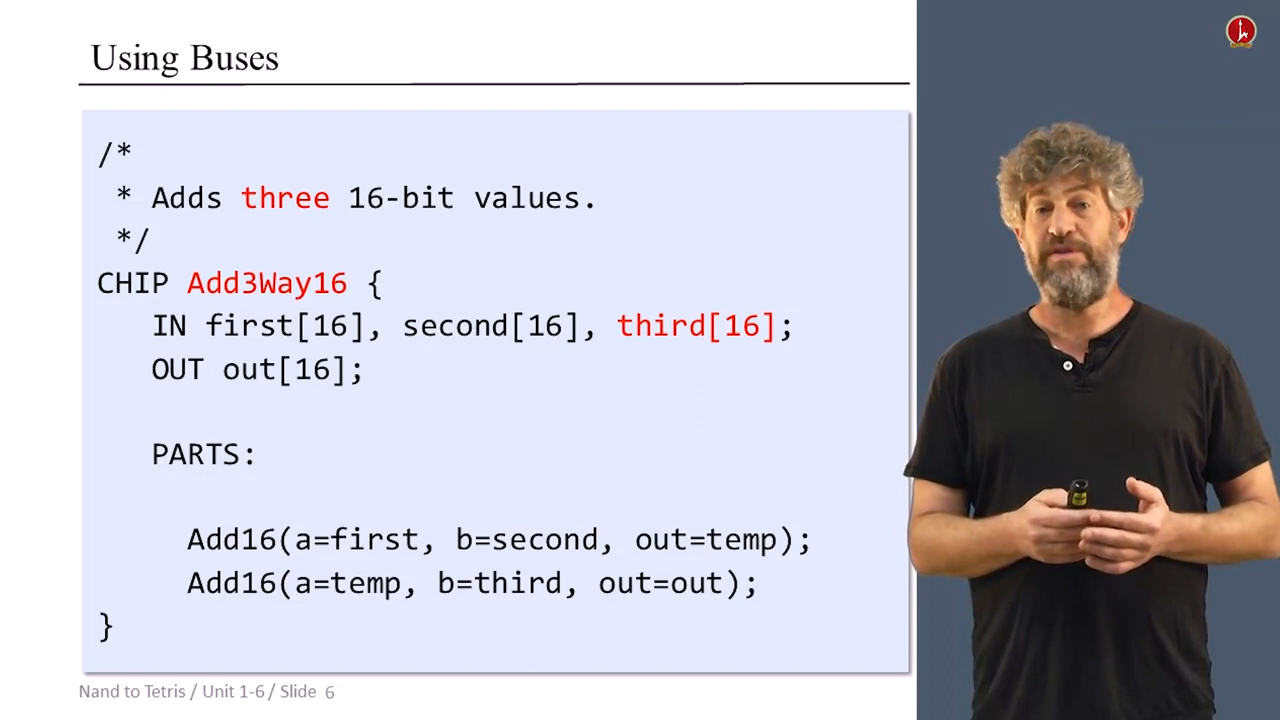 Using Buses
/*
 * Adds three 16-bit values.
 */
CHIP Add3Way16 {
   IN first[16], second[16], third[16];
   OUT out[16];
   PARTS:
     Add16(a=first, b=second, out=temp);
     Add16(a=temp, b=third, out=out);
}
Nand to Tetris / Unit 1-6 / Slide 6